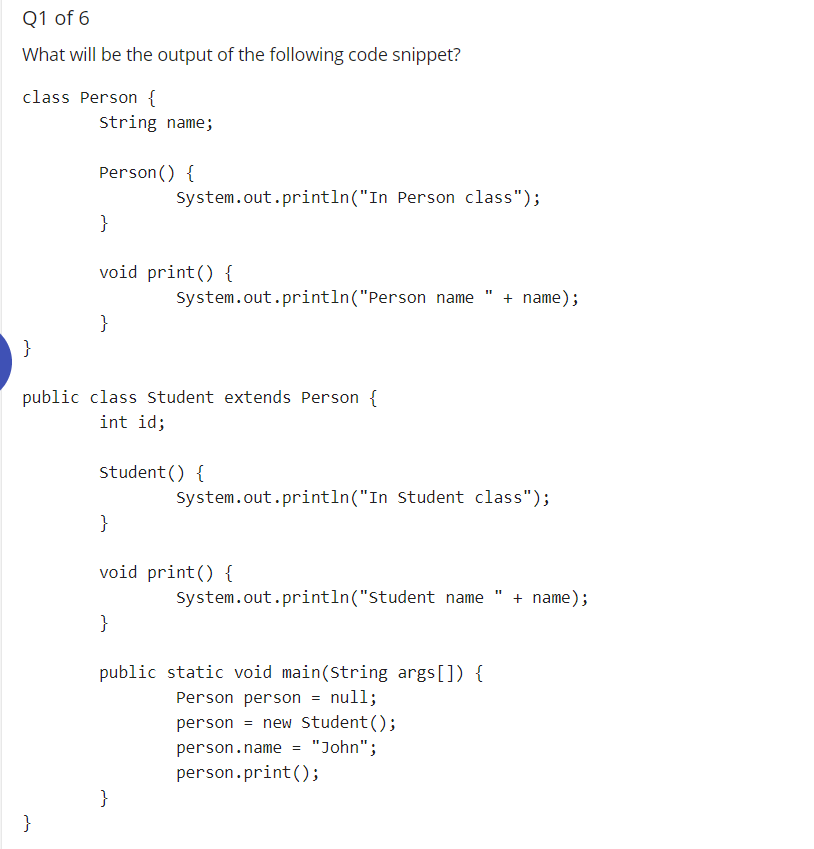 Q1 of 6
What will be the output of the following code snippet?
class Person {
        String name;

        Person() {
                System.out.println("In Person class");
        }

        void print() {
                System.out.println("Person name " + name);
        }
}

public class Student extends Person {
        int id;

        Student() {
                System.out.println("In Student class");
        }

        void print() {
                System.out.println("Student name " + name);
        }

        public static void main(String args[]) {
                Person person = null;
                person = new Student();
                person.name = "John";
                person.print();
        }
}